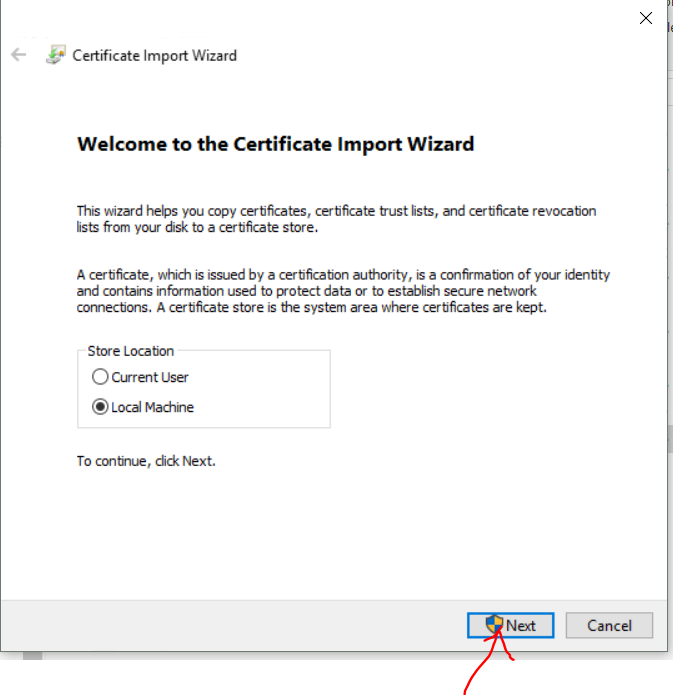 Certificate Import Wizard
Welcome to the Certificate Import Wizard
This wizard helps you copy certificates, certificate trust lists, and certificate revocation
lists from your disk to a certificate store.
A certificate, which is issued by a certification authority, is a confirmation of your identity
and contains information used to protect data or to establish secure network
connections. A certificate store is the system area where certificates are kept.
Store Location
Current User
Local Machine
To continue, click Next.
Next
Cancel